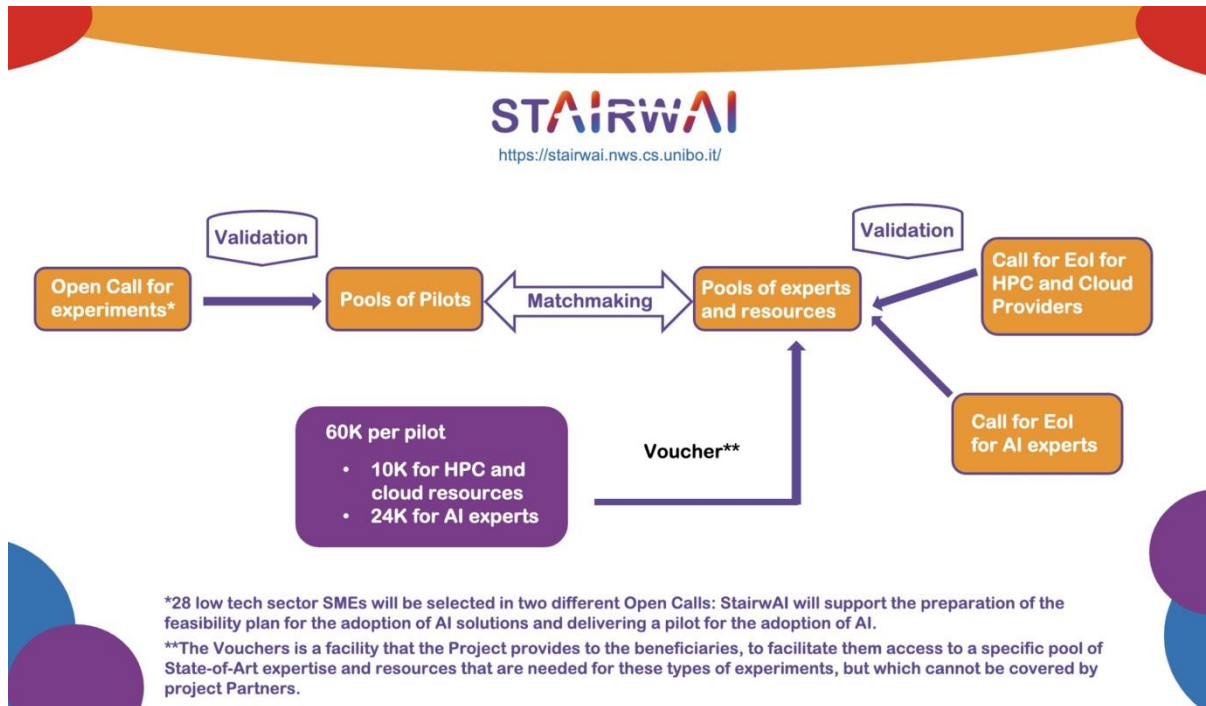 STAIRWAI
https://stairwai.nws.cs.unibo.it/
Validation
Validation
Open Call for
experiments*
Pools of Pilots
Matchmaking
Pools of experts
and resources
Call for EoI for
HPC and Cloud
Providers
Call for EoI
for AI experts
60K per pilot
• 10K for HPC and
cloud resources
• 24K for AI experts
Voucher**
*28 low tech sector SMEs will be selected in two different Open Calls: StairwAI will support the preparation of the
feasibility plan for the adoption of AI solutions and delivering a pilot for the adoption of AI.
**The Vouchers is a facility that the Project provides to the beneficiaries, to facilitate them access to a specific pool of
State-of-Art expertise and resources that are needed for these types of experiments, but which cannot be covered by
project Partners.